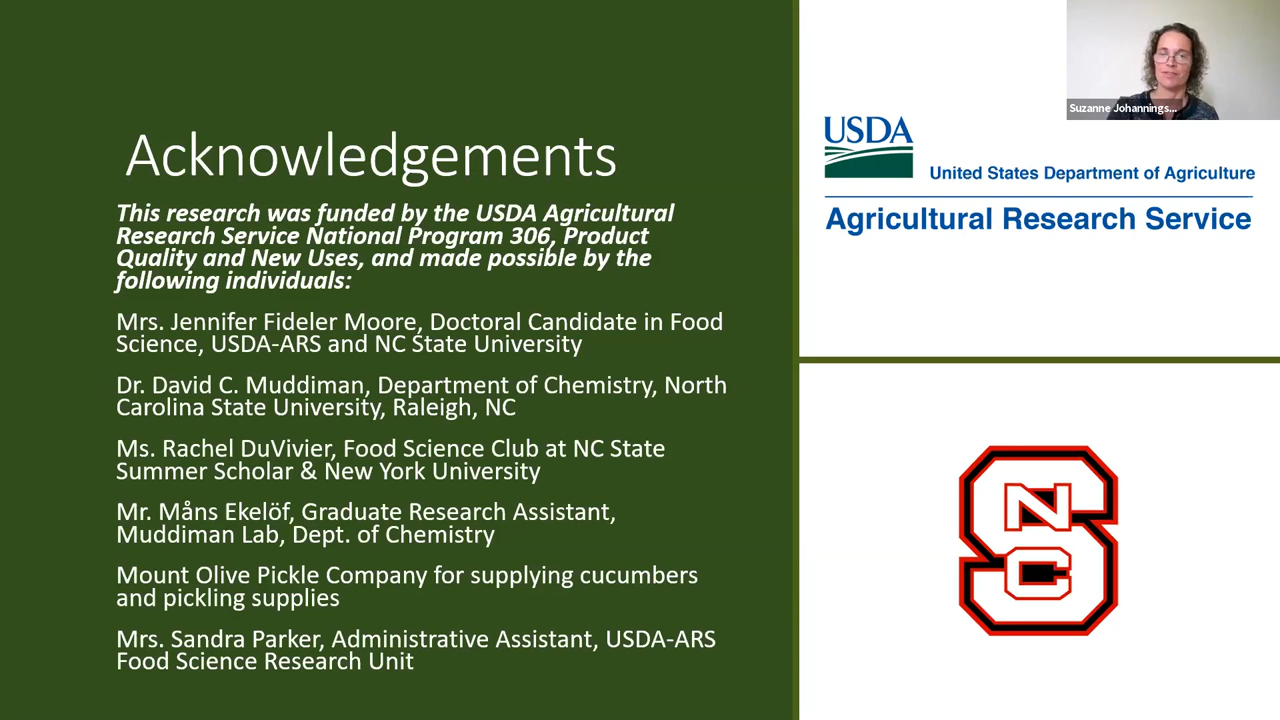 Acknowledgements
This research was funded by the USDA Agricultural
Research Service National Program 306, Product
Quality and New Uses, and made possible by the
following individuals:
Mrs. Jennifer Fideler Moore, Doctoral Candidate in Food
Science, USDA-ARS and NC State University
Dr. David C. Muddiman, Department of Chemistry, North
Carolina State University, Raleigh, NC
Ms. Rachel DuVivier, Food Science Club at NC State
Summer Scholar & New York University
Mr. Måns Ekelöf, Graduate Research Assistant,
Muddiman Lab, Dept. of Chemistry
Mount Olive Pickle Company for supplying cucumbers
and pickling supplies
Mrs. Sandra Parker, Administrative Assistant, USDA-ARS
Food Science Research Unit
Suzanne Johannings...
USDA
United States Department of Agriculture
Agricultural Research Service
NSC